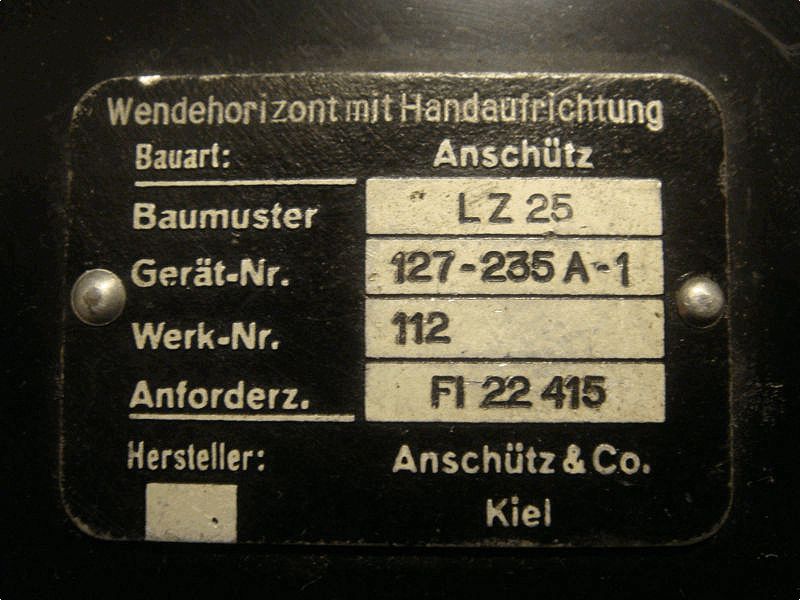 Wendehorizont mit Handaufrichtung
Bauart: Anschütz
Baumuster LZ 25
Gerät-Nr. 127-235 A-1
Werk-Nr. 112
Anforderz. Fl 22 415
Hersteller: Anschütz & Co.
Kiel